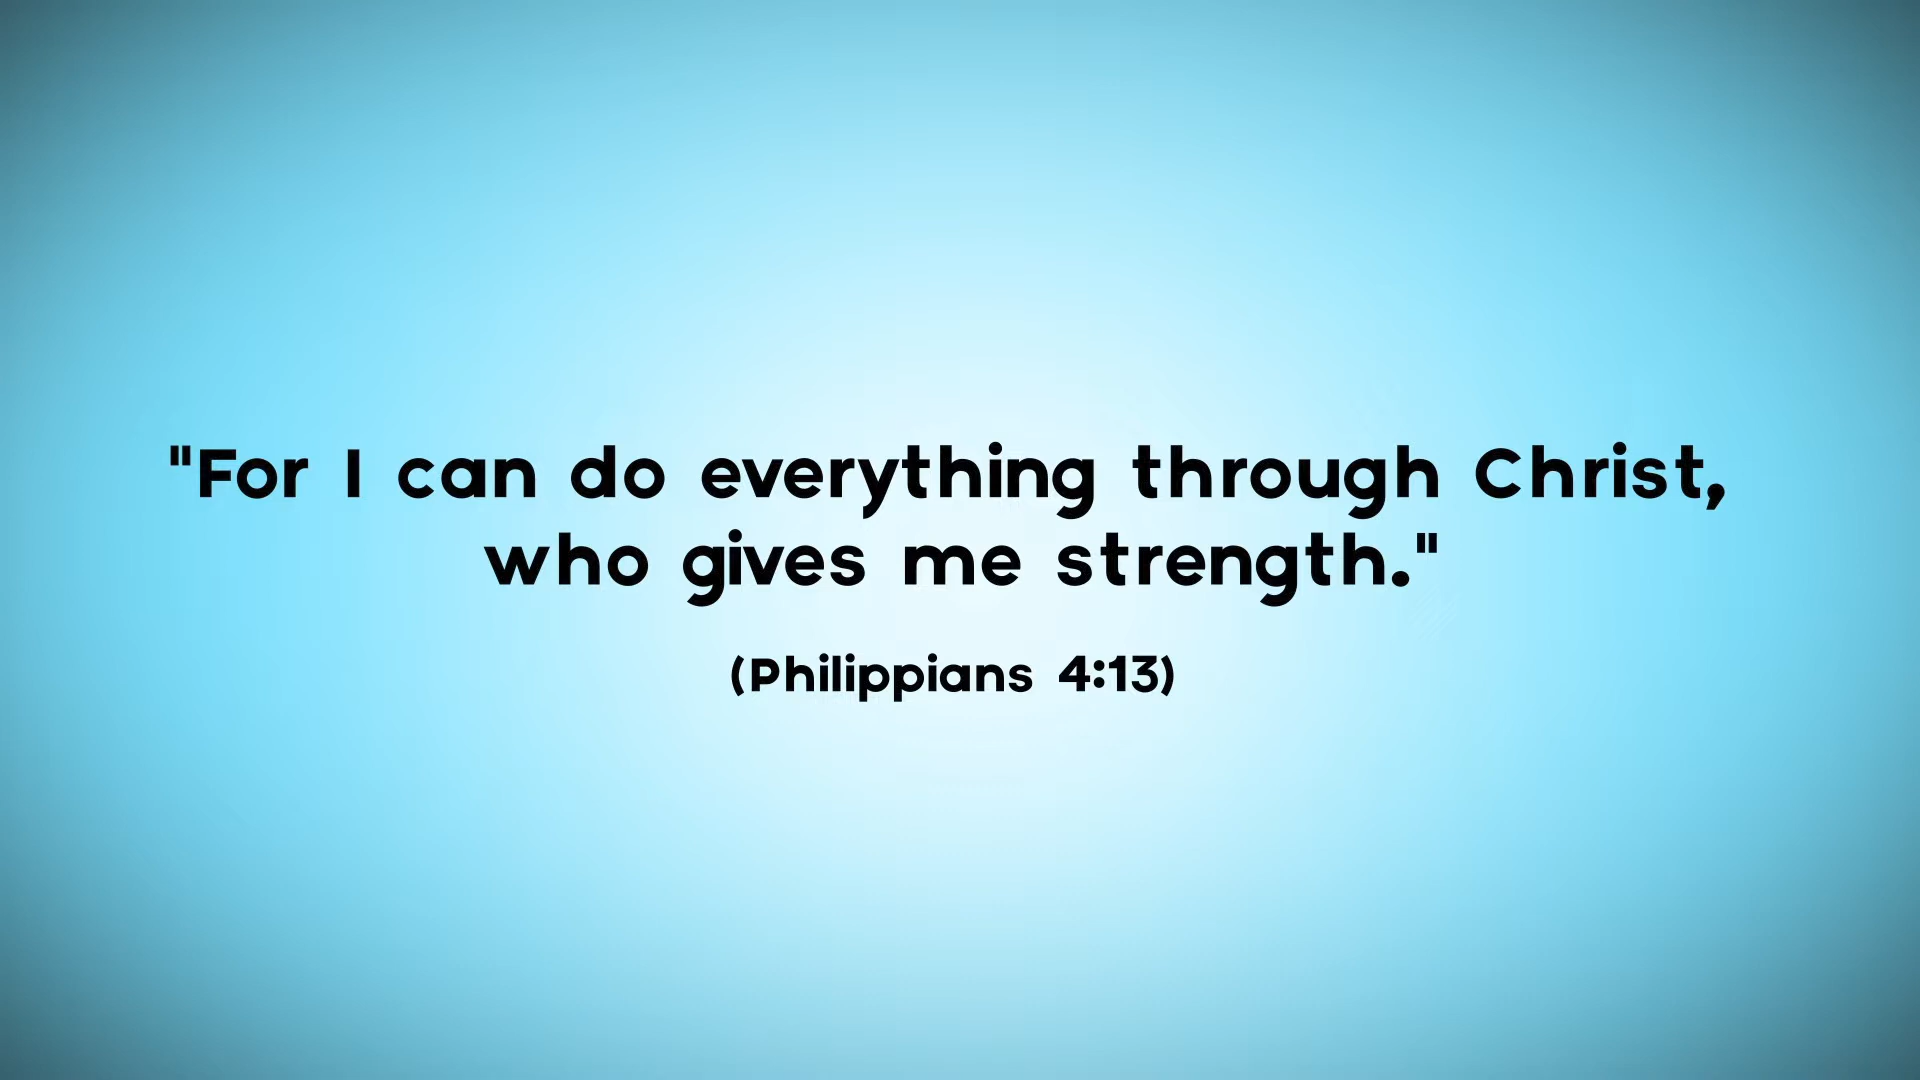 "For I can do everything through Christ,
who gives me strength."
(Philippians 4:13)